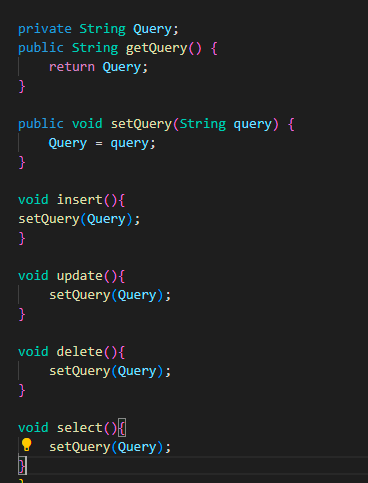 private String Query;
public String getQuery() {
return Query;
}
public void setQuery(String query) {
Query = query;
}
void insert(){
setQuery(Query);
}
void update(){
setQuery(Query);
}
void delete(){
setQuery(Query);
}
void select(){
setQuery(Query);
}
}